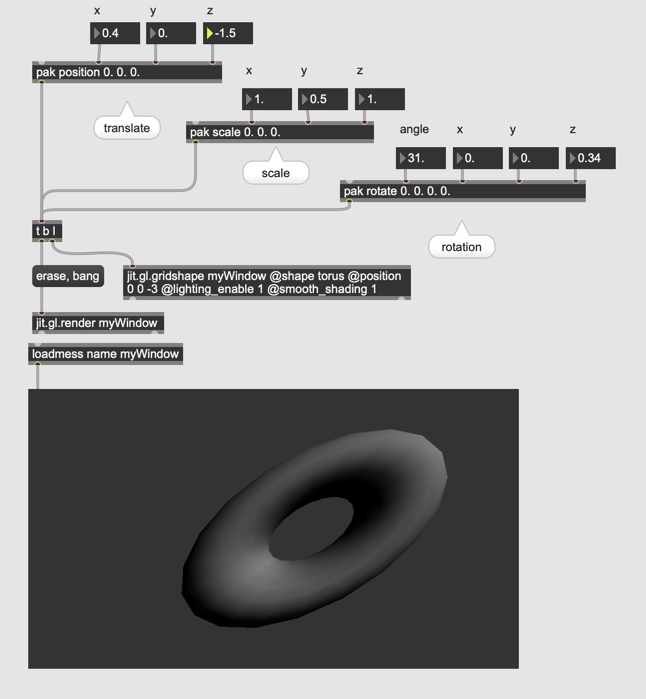 x y z
0.4 0. -1.5
pak position 0. 0. 0.
x y z
1. 0.5 1.
translate
pak scale 0. 0. 0.
angle x y z
31. 0. 0. 0.34
scale
pak rotate 0. 0. 0. 0.
t b l
rotation
erase, bang
jit.gl.gridshape myWindow @shape torus @position
0 0 -3 @lighting_enable 1 @smooth_shading 1
jit.gl.render myWindow
loadmess name myWindow